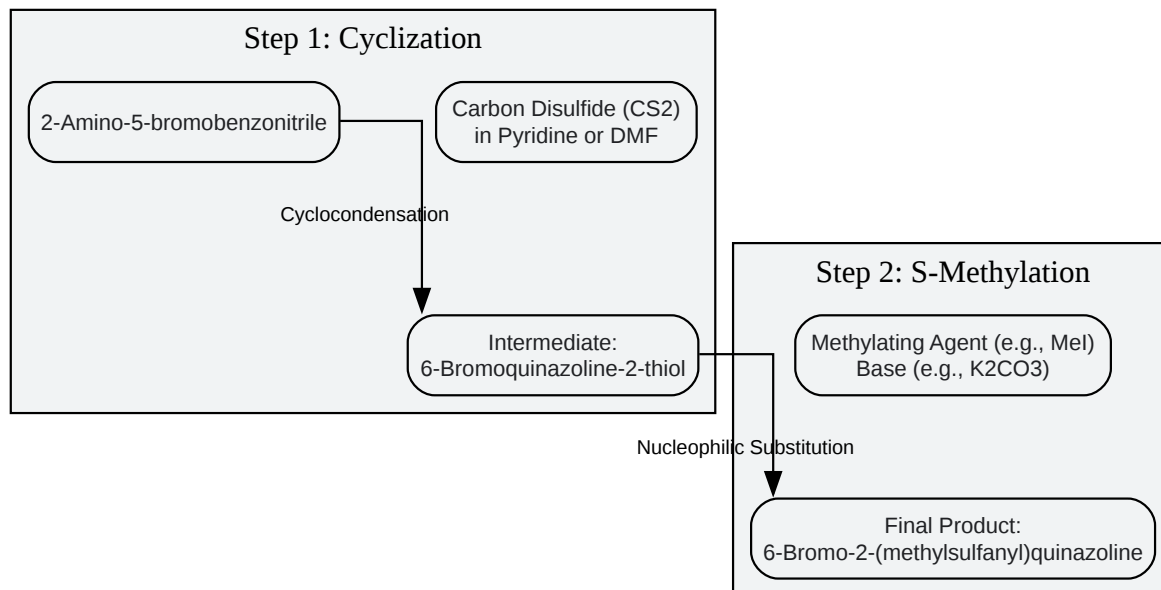 Step 1: Cyclization
2-Amino-5-bromobenzonitrile
Carbon Disulfide (CS2)
in Pyridine or DMF
Cyclocondensation
Intermediate:
6-Bromoquinazoline-2-thiol
Step 2: S-Methylation
Methylating Agent (e.g., MeI)
Base (e.g., K2CO3)
Nucleophilic Substitution
Final Product:
6-Bromo-2-(methylsulfanyl)quinazoline